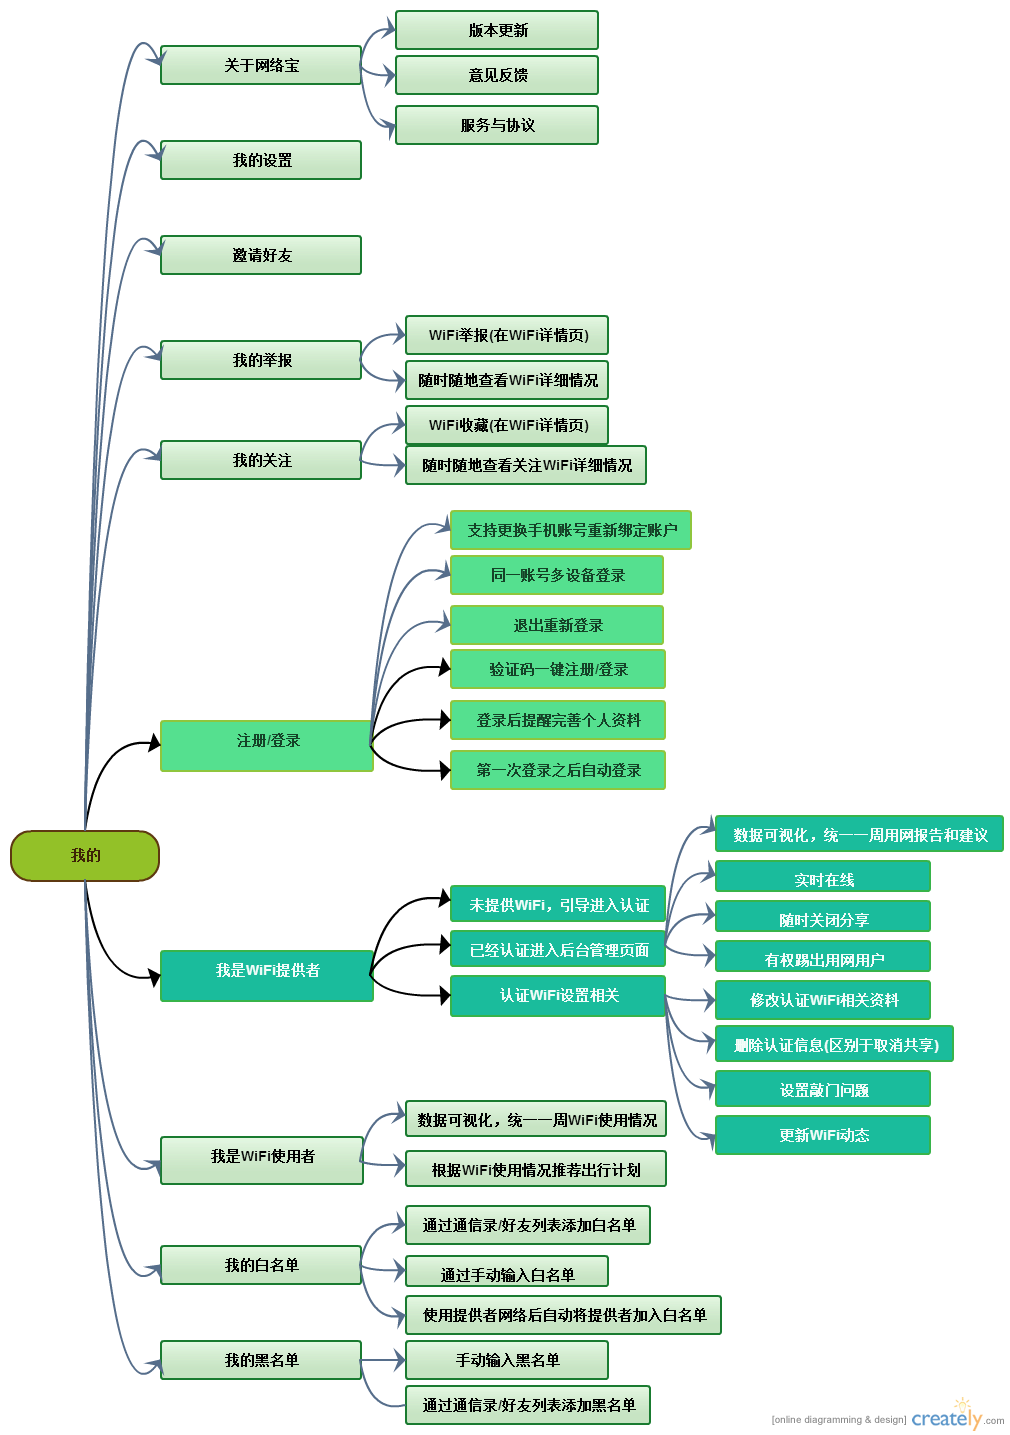 关于网络宝
版本更新
意见反馈
服务与协议
我的设置
邀请好友
我的举报
WiFi举报(在WiFi详情页)
随时随地查看WiFi详细情况
我的关注
WiFi收藏(在WiFi详情页)
随时随地查看关注WiFi详细情况
注册/登录
支持更换手机账号重新绑定账户
同一账号多设备登录
退出重新登录
验证码一键注册/登录
登录后提醒完善个人资料
第一次登录之后自动登录
我的
我是WiFi提供者
未提供WiFi，引导进入认证
已经认证进入后台管理页面
数据可视化，统一一周用网报告和建议
实时在线
随时关闭分享
有权踢出用网用户
认证WiFi设置相关
修改认证WiFi相关资料
删除认证信息(区别于取消共享)
设置敲门问题
更新WiFi动态
我是WiFi使用者
数据可视化，统一一周WiFi使用情况
根据WiFi使用情况推荐出行计划
我的白名单
通过通信录/好友列表添加白名单
通过手动输入白名单
使用提供者网络后自动将提供者加入白名单
我的黑名单
手动输入黑名单
通过通信录/好友列表添加黑名单
[online diagramming & design] creately.com